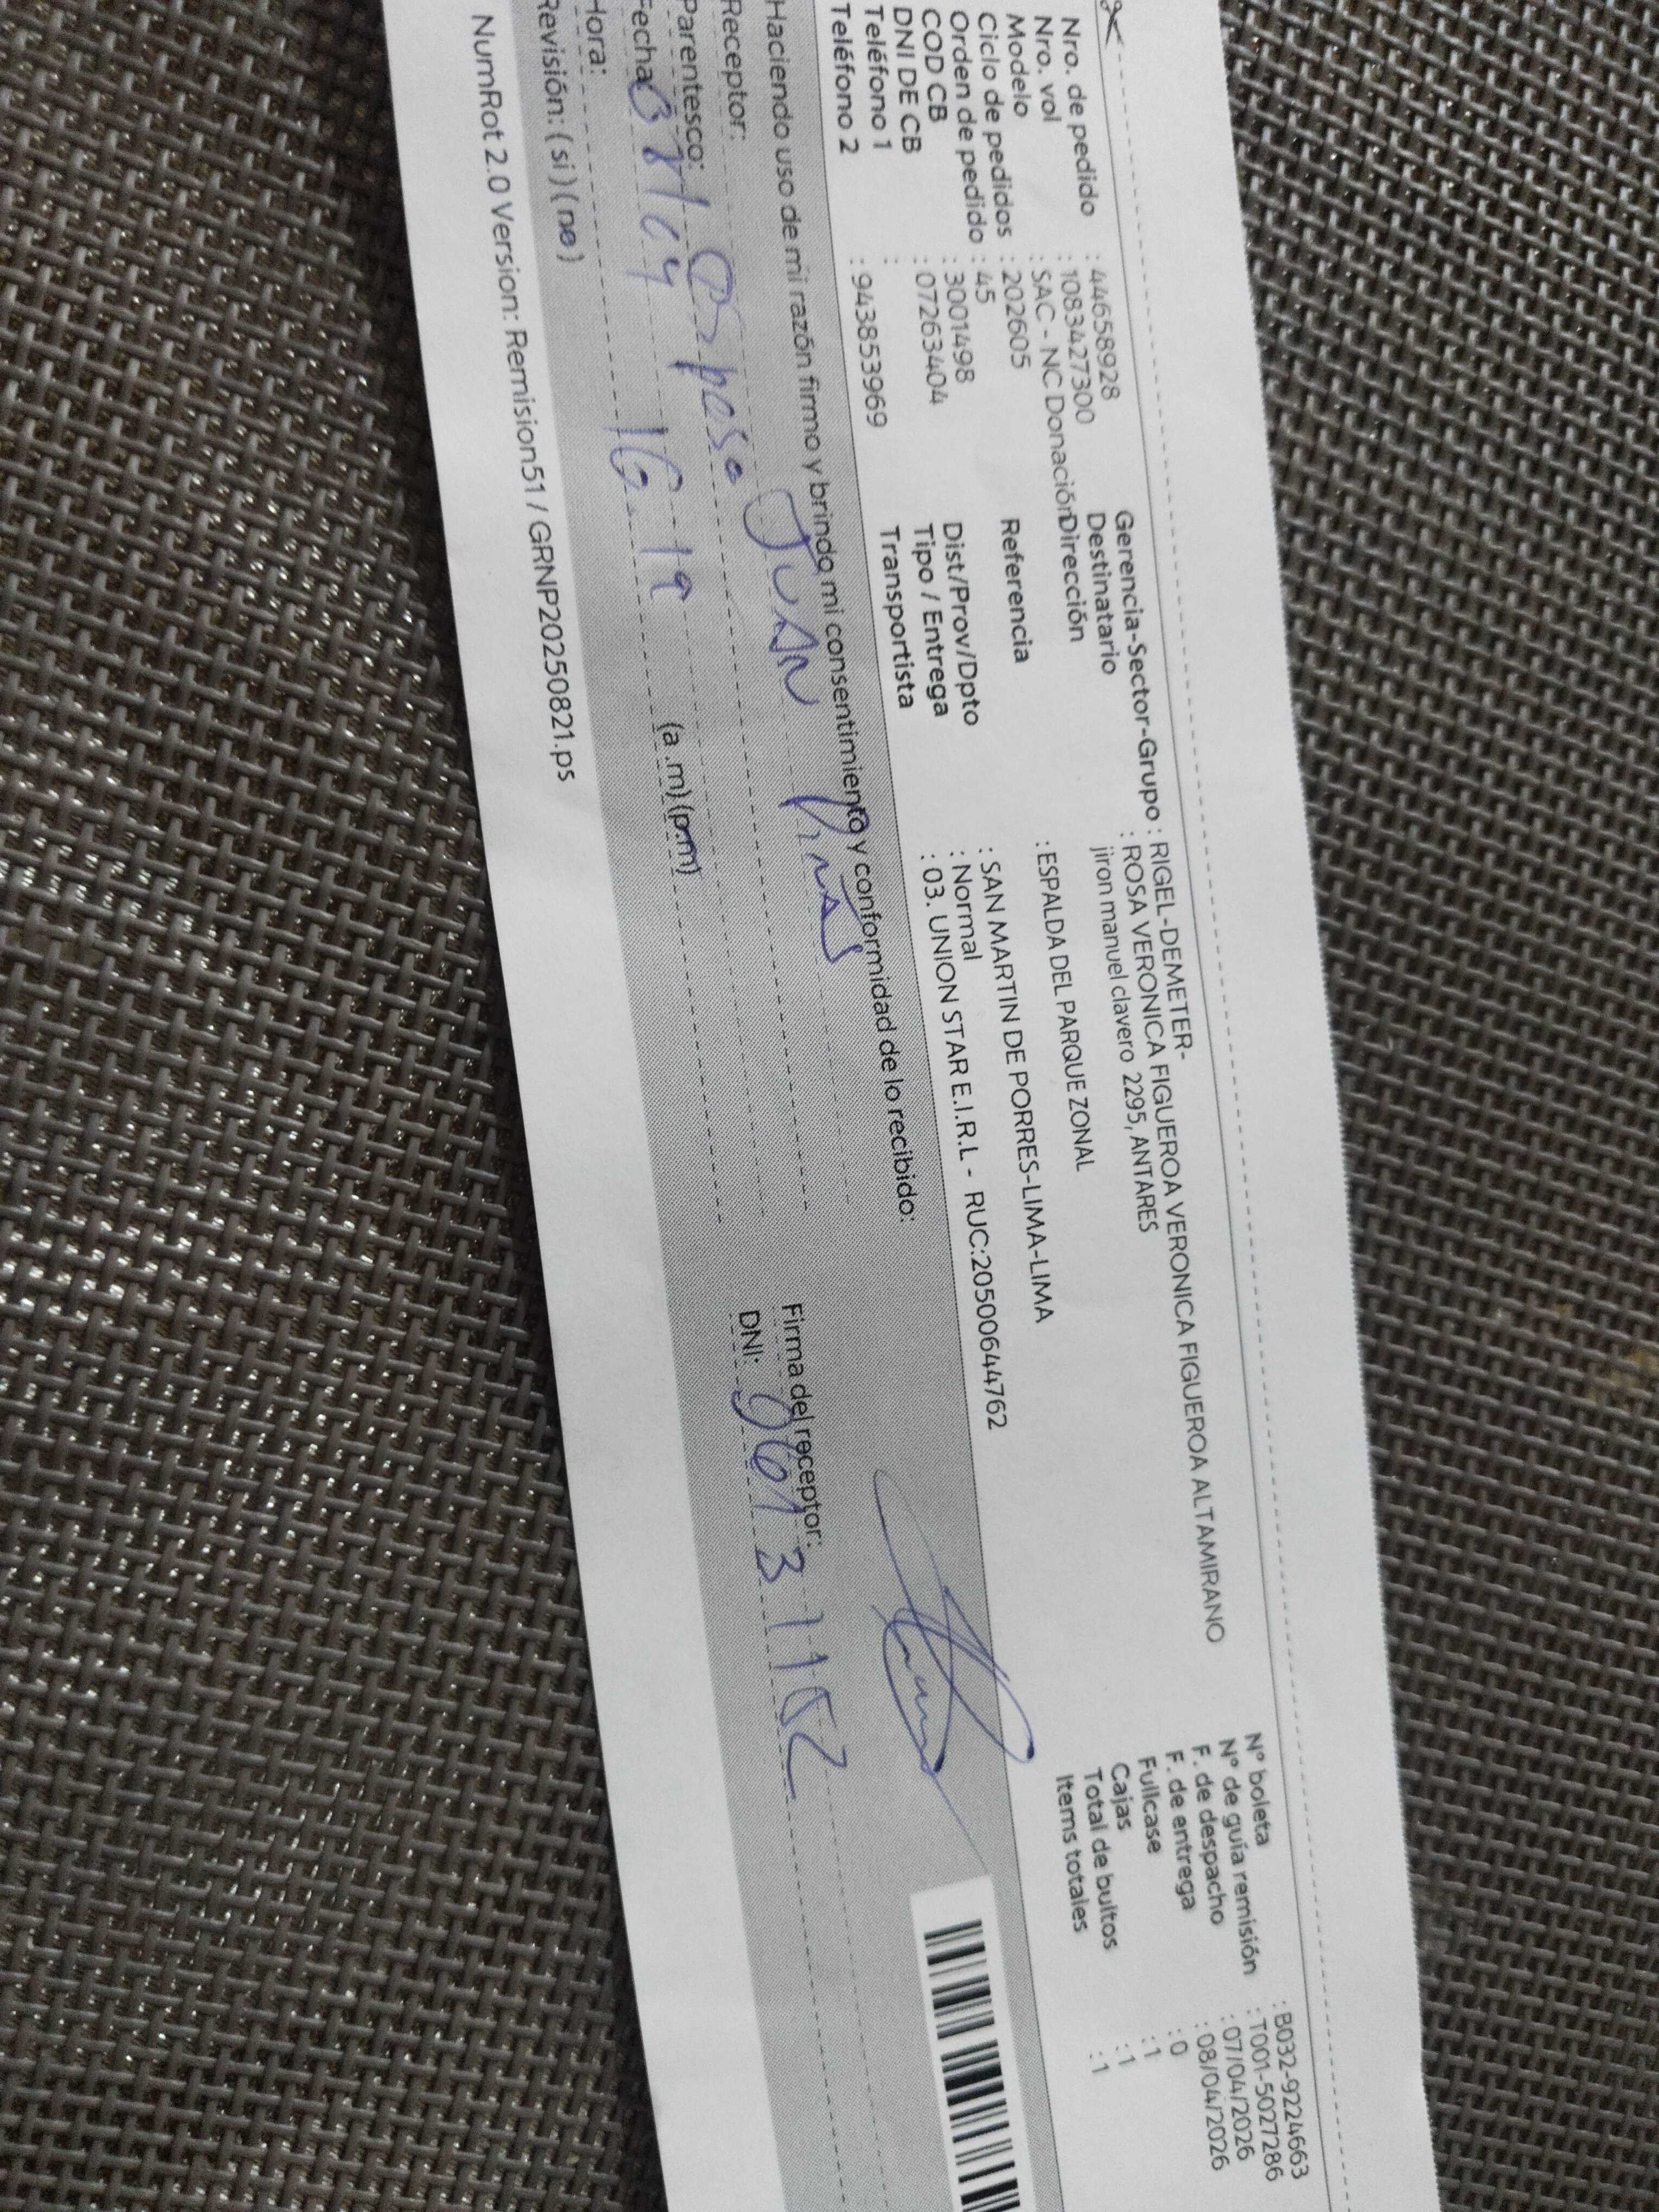 Nro. de pedido : 44658928
Nro. vol : 1083427300
Modelo : SAC - NC Donación
Ciclo de pedidos : 202605
Orden de pedido : 45
COD CB : 3001498
DNI DE CB : 07263404
Teléfono 1 :
Teléfono 2 : 943853969
Gerencia-Sector-Grupo : RIGEL-DEMETER-
Destinatario : ROSA VERONICA FIGUEROA VERONICA FIGUEROA ALTAMIRANO
Dirección jiron manuel clavero 2295, ANTARES
Referencia : ESPALDA DEL PARQUE ZONAL
Dist/Prov/Dpto : SAN MARTIN DE PORRES-LIMA-LIMA
Tipo / Entrega : Normal
Transportista : 03. UNION STAR E.I.R.L - RUC:20500644762
N° boleta : B032-9224663
N° de guía remisión : T001-5027286
F. de despacho : 07/04/2026
F. de entrega : 08/04/2026
Fullcase : 0
Cajas : 1
Total de bultos : 1
Items totales : 1
Haciendo uso de mi razón firmo y brindo mi consentimiento y conformidad de lo recibido:
Receptor: JUAN
Parentesco: Esposo
Fecha 08/04
Hora: 16 19 (a .m) (p.m)
Revisión: ( si ) ( no )
Firma del receptor:
DNI:
NumRot 2.0 Version: Remision51 / GRNP20250821.ps